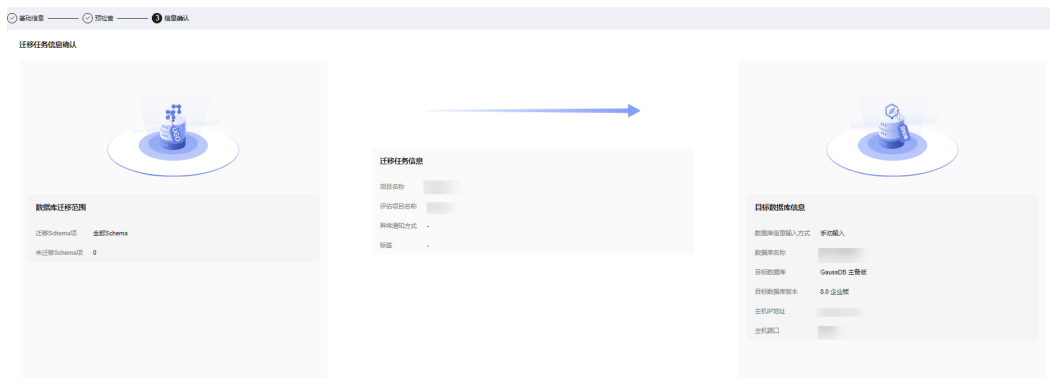 基础信息 预检查 3 信息确认
迁移任务信息确认
UGO
数据库迁移范围
迁移Schema项 全部Schema
未迁移Schema项 0
迁移任务信息
项目名称
评估项目名称
异常通知方式 -
标签 -
目标数据库信息
数据库信息输入方式 手动输入
数据库名称
目标数据库 GaussDB 主备版
目标数据库版本 8.0 企业版
主机IP地址
主机端口